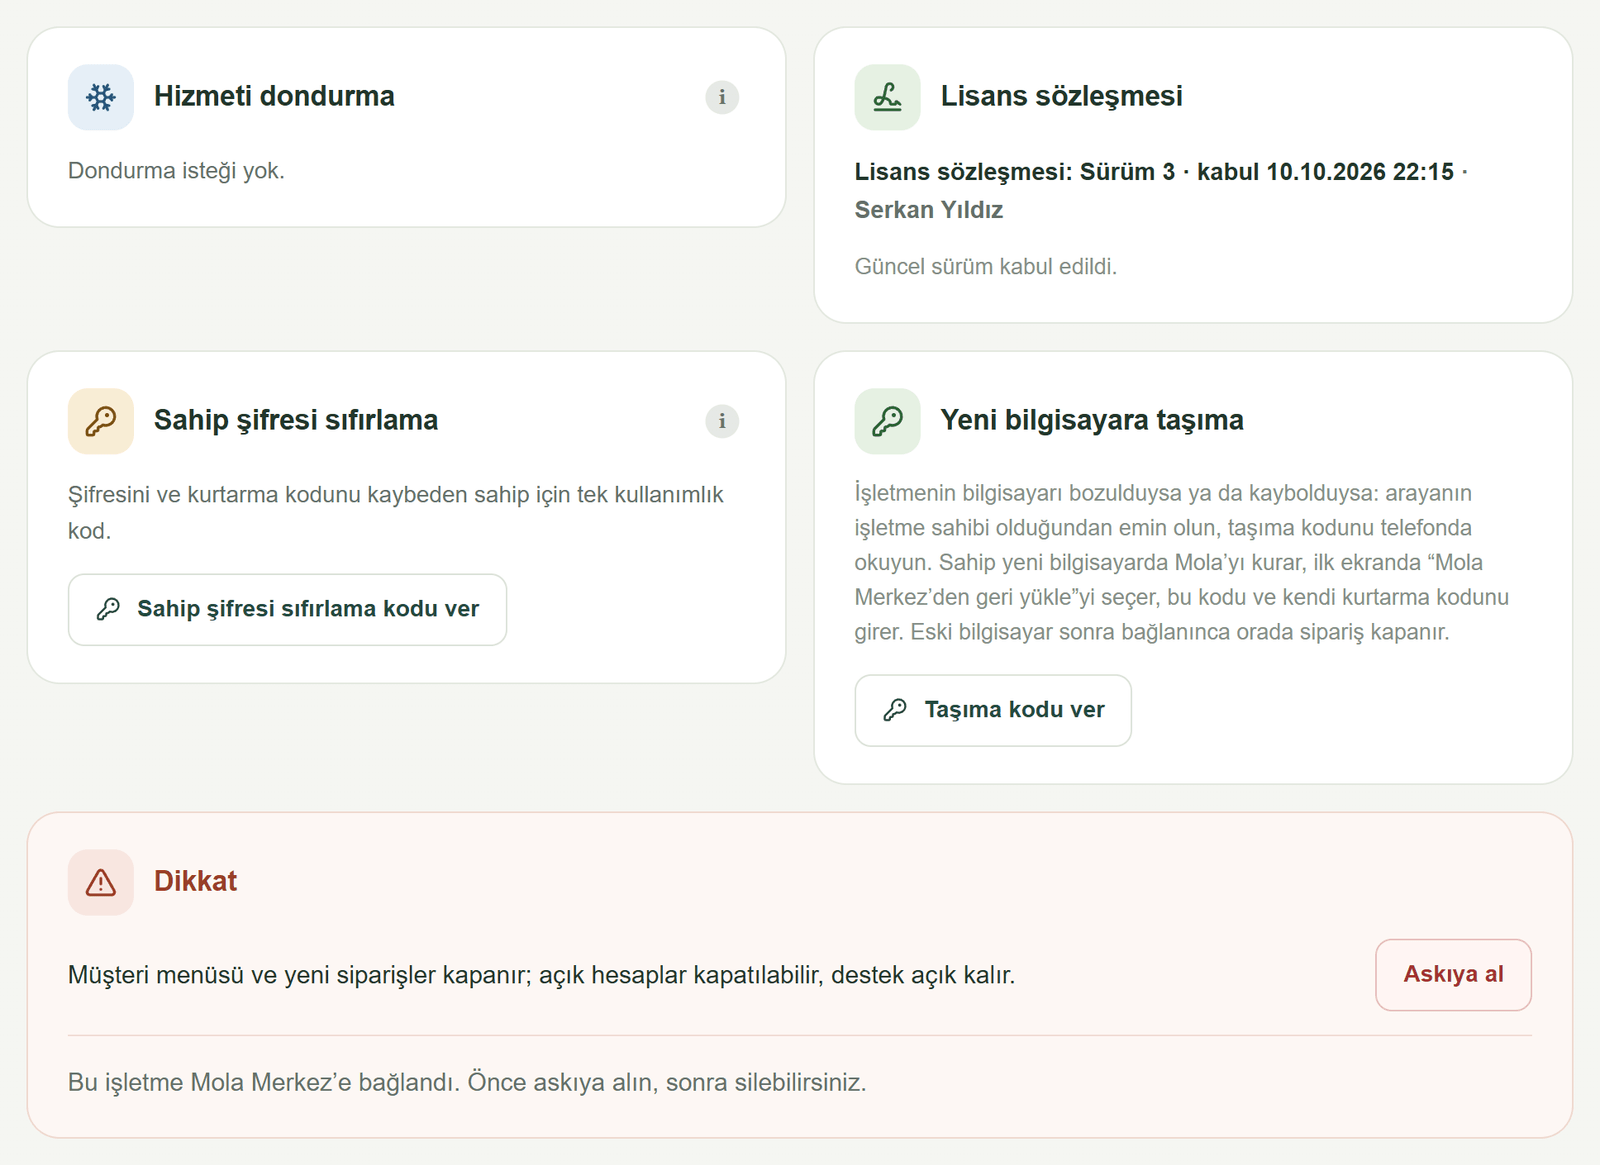 Hizmeti dondurma
i
Dondurma isteği yok.
Lisans sözleşmesi
Lisans sözleşmesi: Sürüm 3 · kabul 10.10.2026 22:15 ·
Serkan Yıldız
Güncel sürüm kabul edildi.
Sahip şifresi sıfırlama
i
Şifresini ve kurtarma kodunu kaybeden sahip için tek kullanımlık
kod.
Sahip şifresi sıfırlama kodu ver
Yeni bilgisayara taşıma
İşletmenin bilgisayarı bozulduysa ya da kaybolduysa: arayanın
işletme sahibi olduğundan emin olun, taşıma kodunu telefonda
okuyun. Sahip yeni bilgisayarda Mola’yı kurar, ilk ekranda “Mola
Merkez’den geri yükle”yi seçer, bu kodu ve kendi kurtarma kodunu
girer. Eski bilgisayar sonra bağlanınca orada sipariş kapanır.
Taşıma kodu ver
Dikkat
Müşteri menüsü ve yeni siparişler kapanır; açık hesaplar kapatılabilir, destek açık kalır.
Askıya al
Bu işletme Mola Merkez’e bağlandı. Önce askıya alın, sonra silebilirsiniz.